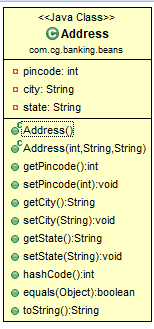 <<Java Class>>
Address
com.cg.banking.beans
pincode: int
city: String
state: String
Address()
Address(int,String,String)
getPincode():int
setPincode(int):void
getCity():String
setCity(String):void
getState():String
setState(String):void
hashCode():int
equals(Object):boolean
toString():String